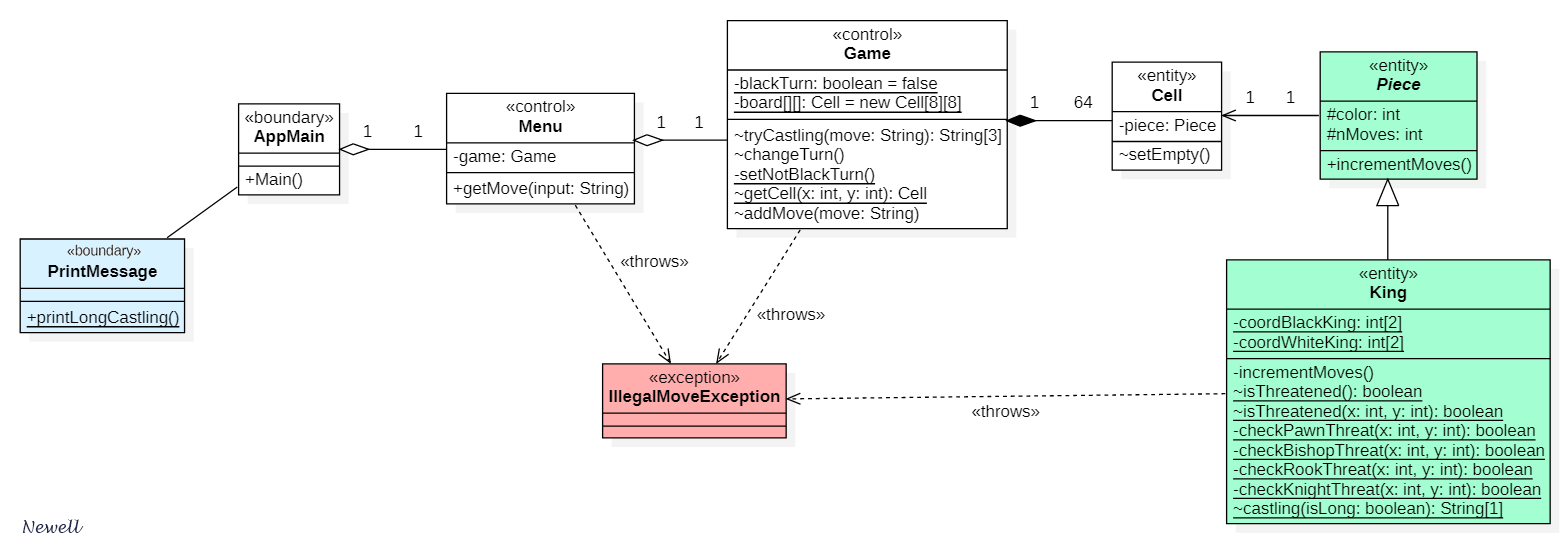 «control»
Game
-blackTurn: boolean = false
-board[][]: Cell = new Cell[8][8]
~tryCastling(move: String): String[3]
~changeTurn()
-setNotBlackTurn()
~getCell(x: int, y: int): Cell
~addMove(move: String)
«entity»
Piece
#color: int
#nMoves: int
+incrementMoves()
«entity»
Cell
-piece: Piece
~setEmpty()
«control»
Menu
-game: Game
+getMove(input: String)
«boundary»
AppMain
+Main()
1
1
1
1
1
64
1
1
«boundary»
PrintMessage
+printLongCastling()
«throws»
«throws»
«throws»
«exception»
IllegalMoveException
«entity»
King
-coordBlackKing: int[2]
-coordWhiteKing: int[2]
-incrementMoves()
~isThreatened(): boolean
~isThreatened(x: int, y: int): boolean
-checkPawnThreat(x: int, y: int): boolean
-checkBishopThreat(x: int, y: int): boolean
-checkRookThreat(x: int, y: int): boolean
-checkKnightThreat(x: int, y: int): boolean
~castling(isLong: boolean): String[1]
Newell